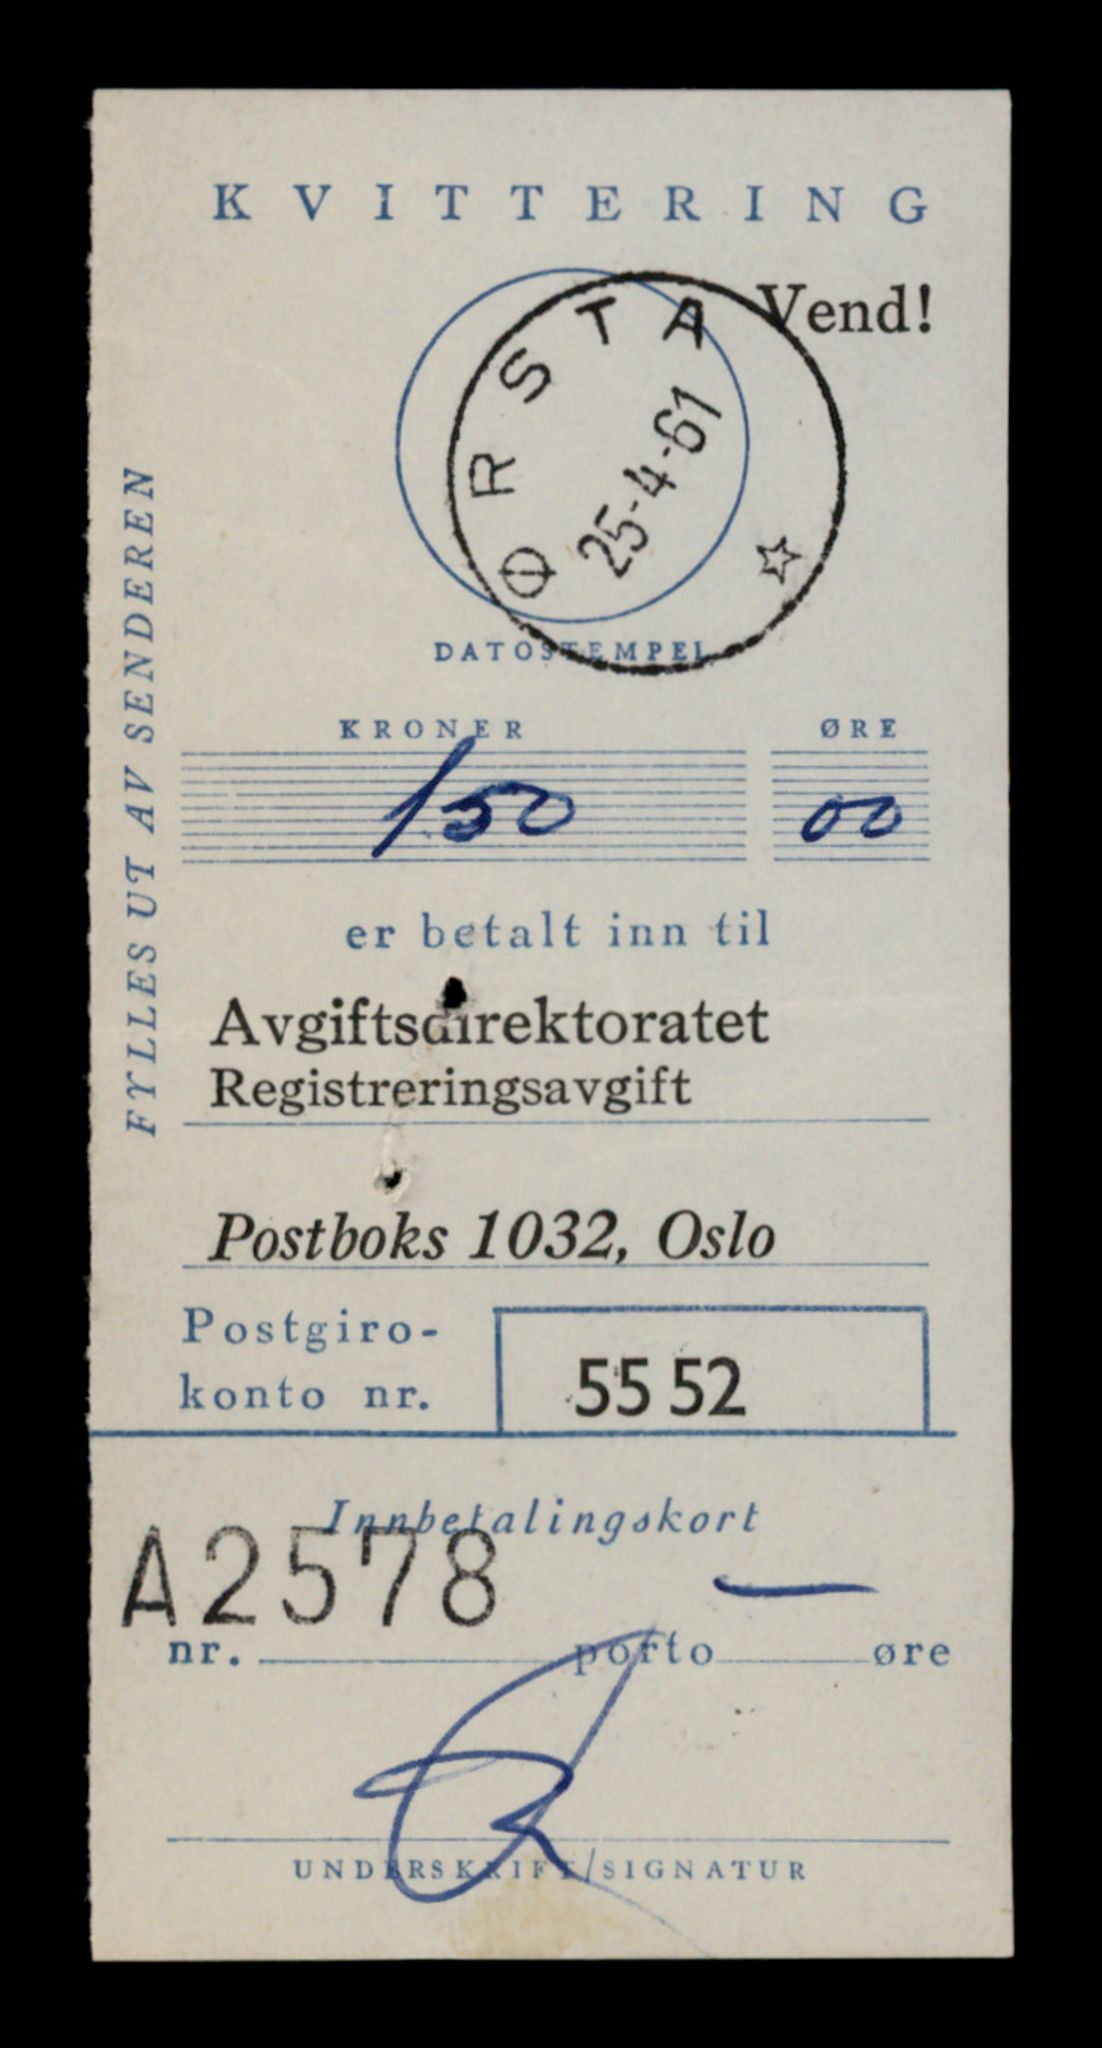 KVITTERING
Vend!
ØRSTA
25-4-61
DATOSTEMPEL
FYLLES UT AV SENDEREN
KRONER ØRE
150 00
er betalt inn til
Avgiftsdirektoratet
Registreringsavgift
Postboks 1032, Oslo
Postgiro-
konto nr. 55 52
Innbetalingskort
A2578 —
nr. porto øre
UNDERSKRIFT/SIGNATUR